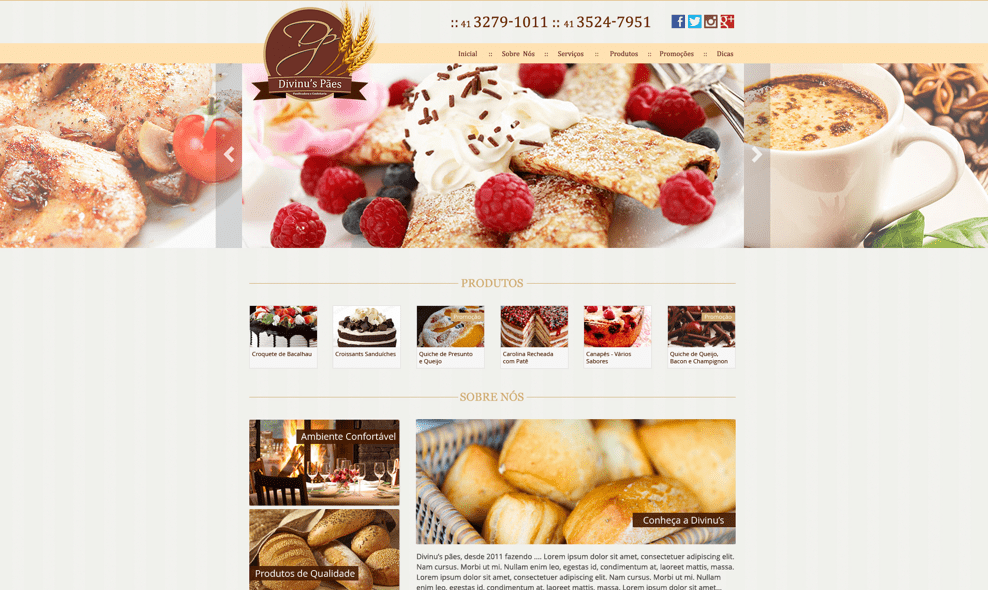 :: 41 3279-1011 :: 41 3524-7951
Divinu's Pães
Inicial :: Sobre Nós :: Serviços :: Produtos :: Promoções :: Dicas
PRODUTOS
Promoção
Promoção
Croquete de Bacalhau
Croissants Sanduíches
Quiche de Presunto
e Queijo
Carolina Recheada
com Patê
Canapés - Vários
Sabores
Quiche de Queijo,
Bacon e Champignon
SOBRE NÓS
Ambiente Confortável
Produtos de Qualidade
Conheça a Divinu's
Divinu's pães, desde 2011 fazendo .... Lorem ipsum dolor sit amet, consectetuer adipiscing elit.
Nam cursus. Morbi ut mi. Nullam enim leo, egestas id, condimentum at, laoreet mattis, massa.
Lorem ipsum dolor sit amet, consectetuer adipiscing elit. Nam cursus. Morbi ut mi. Nullam
enim leo, egestas id, condimentum at, laoreet mattis, massa. Lorem ipsum dolor sit amet...